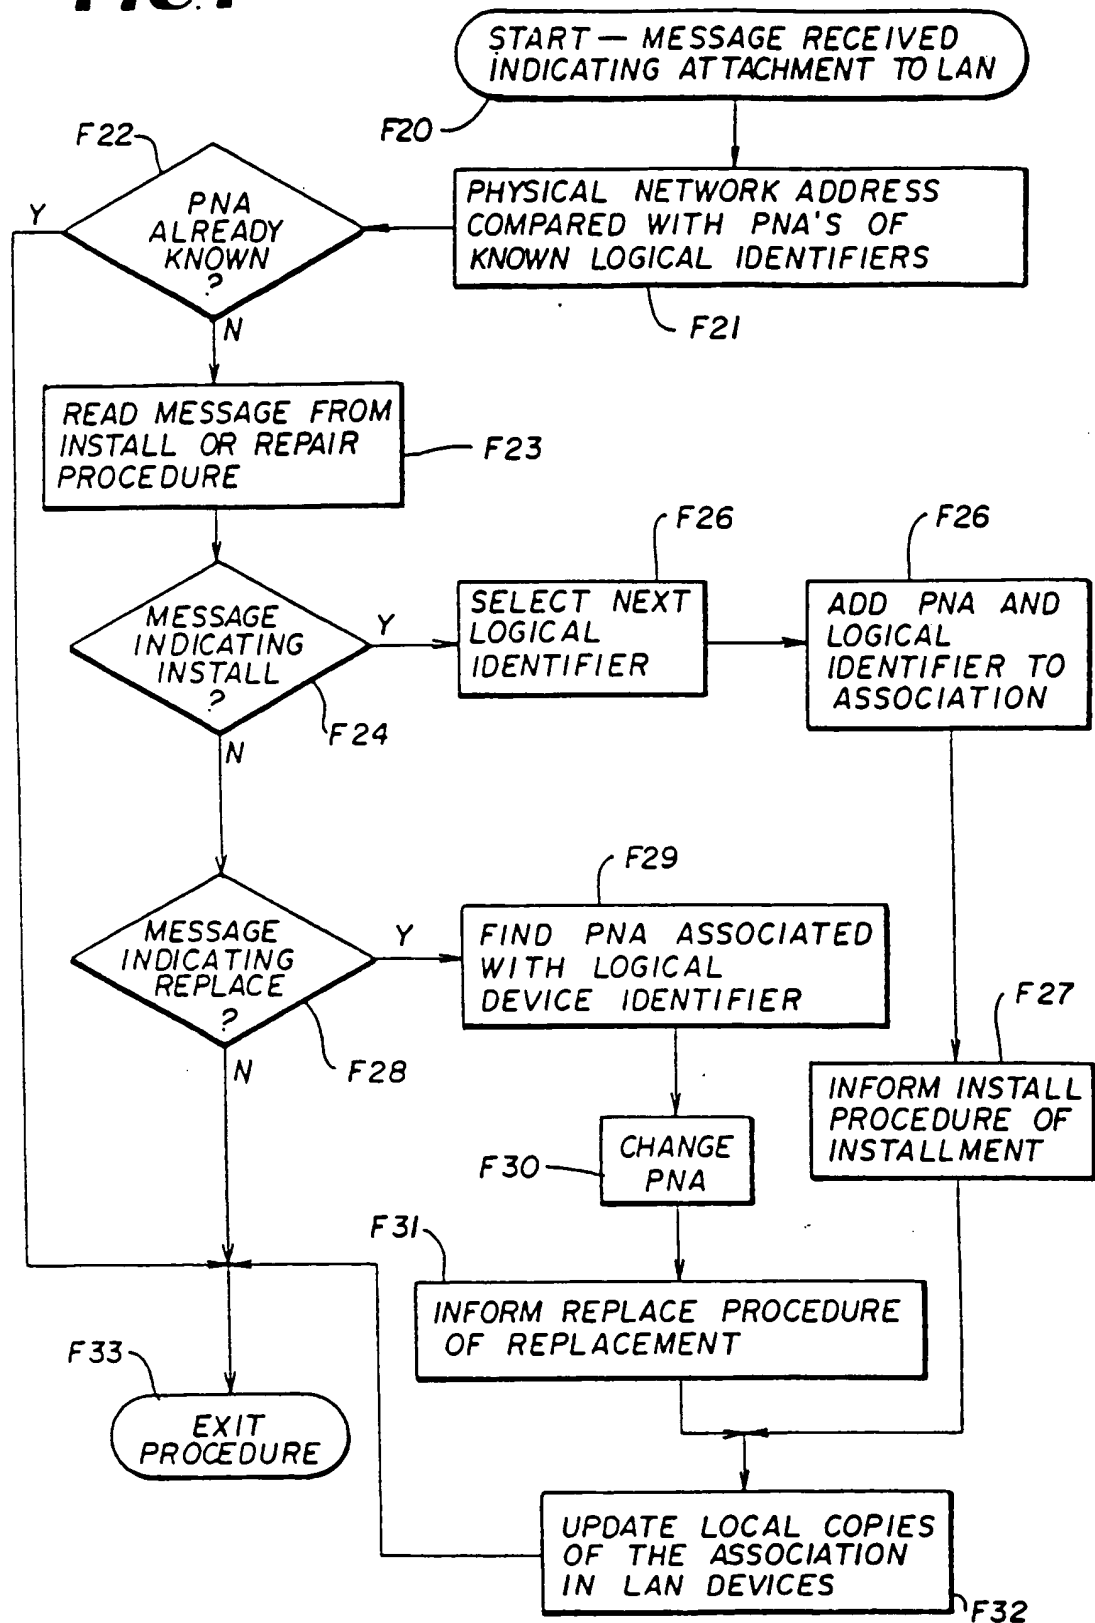 START — MESSAGE RECEIVED
INDICATING ATTACHMENT TO LAN
F20
F22
PHYSICAL NETWORK ADDRESS
COMPARED WITH PNA'S OF
KNOWN LOGICAL IDENTIFIERS
F21
PNA
ALREADY
KNOWN
?
Y
N
READ MESSAGE FROM
INSTALL OR REPAIR
PROCEDURE
F23
MESSAGE
INDICATING
INSTALL
?
Y
F24
N
F26
SELECT NEXT
LOGICAL
IDENTIFIER
F26
ADD PNA AND
LOGICAL
IDENTIFIER TO
ASSOCIATION
MESSAGE
INDICATING
REPLACE
?
Y
F28
N
F29
FIND PNA ASSOCIATED
WITH LOGICAL
DEVICE IDENTIFIER
F27
INFORM INSTALL
PROCEDURE OF
INSTALLMENT
F30
CHANGE
PNA
F31
INFORM REPLACE PROCEDURE
OF REPLACEMENT
F33
EXIT
PROCEDURE
UPDATE LOCAL COPIES
OF THE ASSOCIATION
IN LAN DEVICES
F32